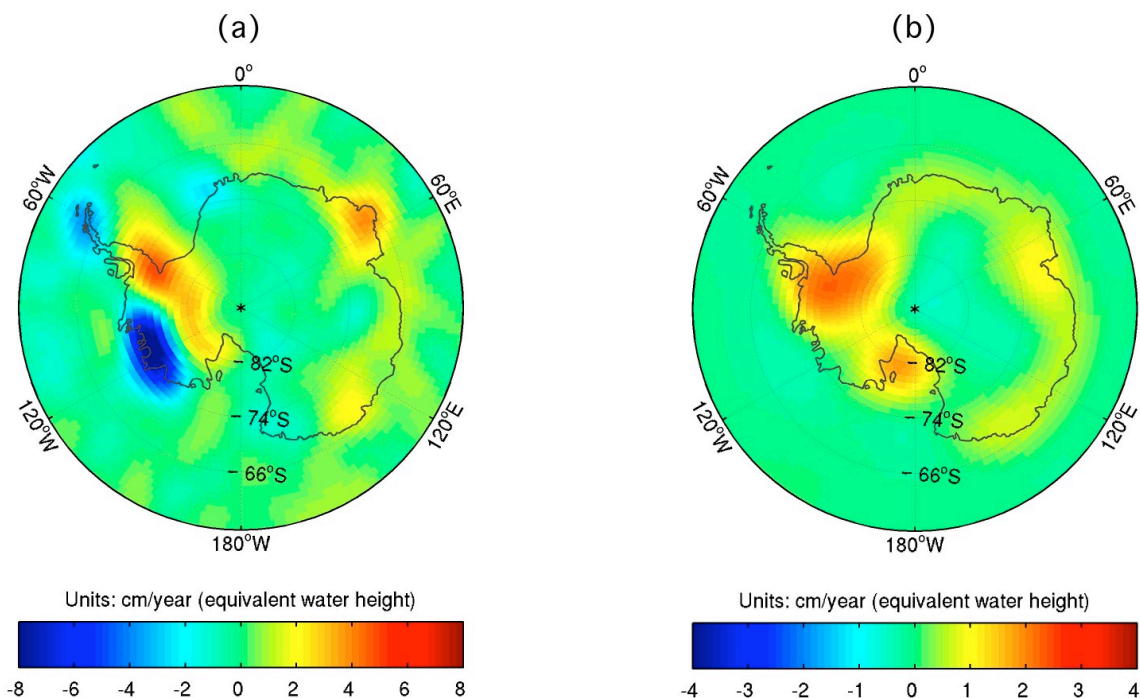 (a)
0°
60°W
60°E
82°S
74°S
66°S
120°W
120°E
180°W
Units: cm/year (equivalent water height)
-8 -6 -4 -2 0 2 4 6 8
(b)
0°
60°W
60°E
82°S
74°S
66°S
120°W
120°E
180°W
Units: cm/year (equivalent water height)
-4 -3 -2 -1 0 1 2 3 4